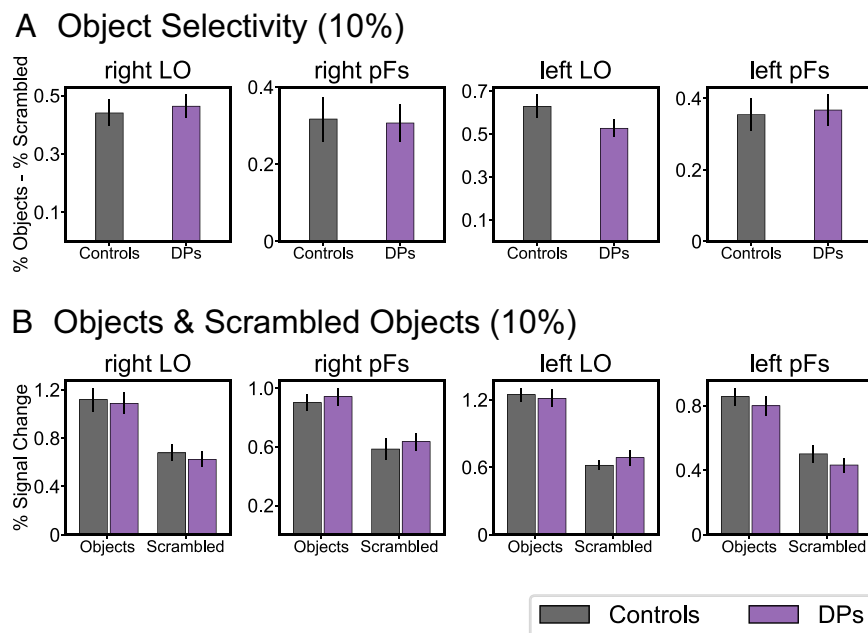 A Object Selectivity (10%)
right LO
right pFs
left LO
left pFs
% Objects - % Scrambled
0.5
0.3
0.1
Controls DPs
0.4
0.2
0
Controls DPs
0.7
0.5
0.3
0.1
Controls DPs
0.4
0.2
0
Controls DPs
B Objects & Scrambled Objects (10%)
right LO
right pFs
left LO
left pFs
% Signal Change
1.2
0.8
0.4
0
Objects Scrambled
1.0
0.6
0.2
Objects Scrambled
1.2
0.6
0
Objects Scrambled
0.8
0.4
0
Objects Scrambled
Controls DPs